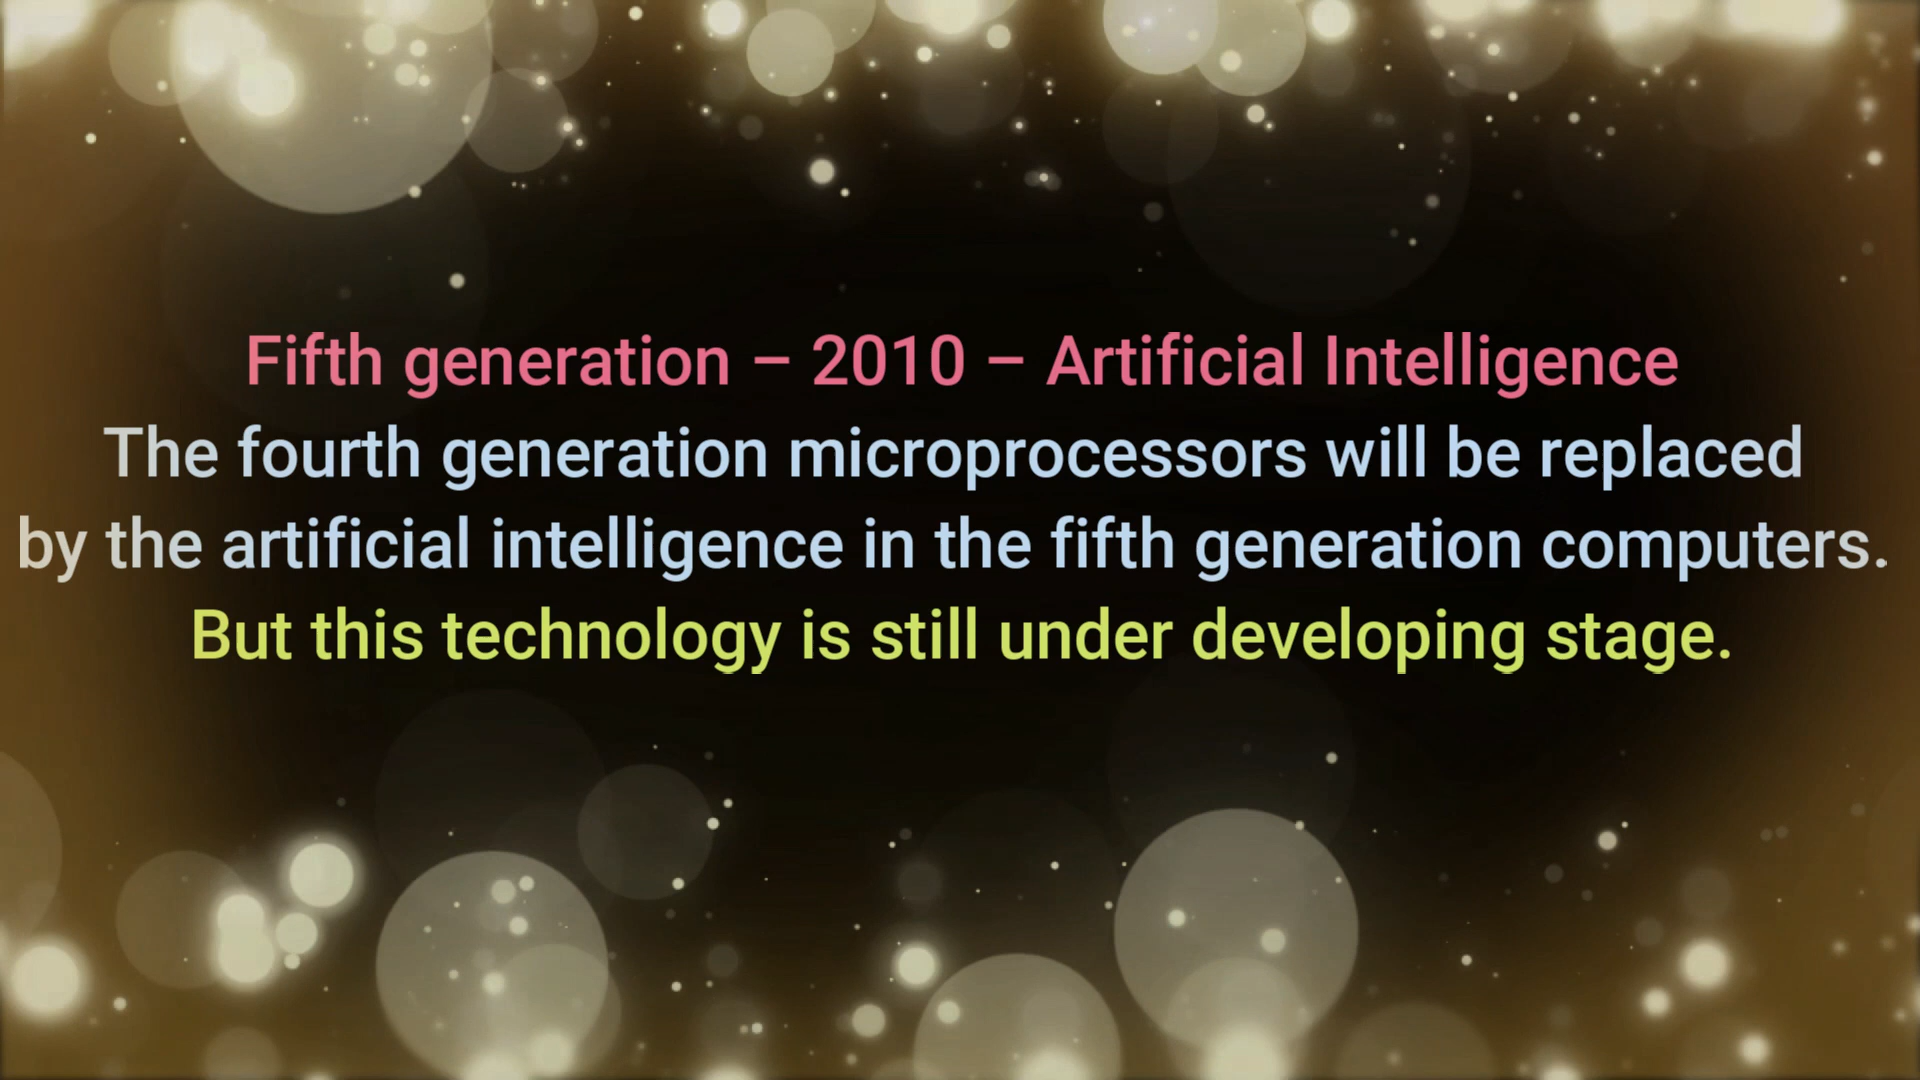 Fifth generation – 2010 – Artificial Intelligence
The fourth generation microprocessors will be replaced
by the artificial intelligence in the fifth generation computers.
But this technology is still under developing stage.